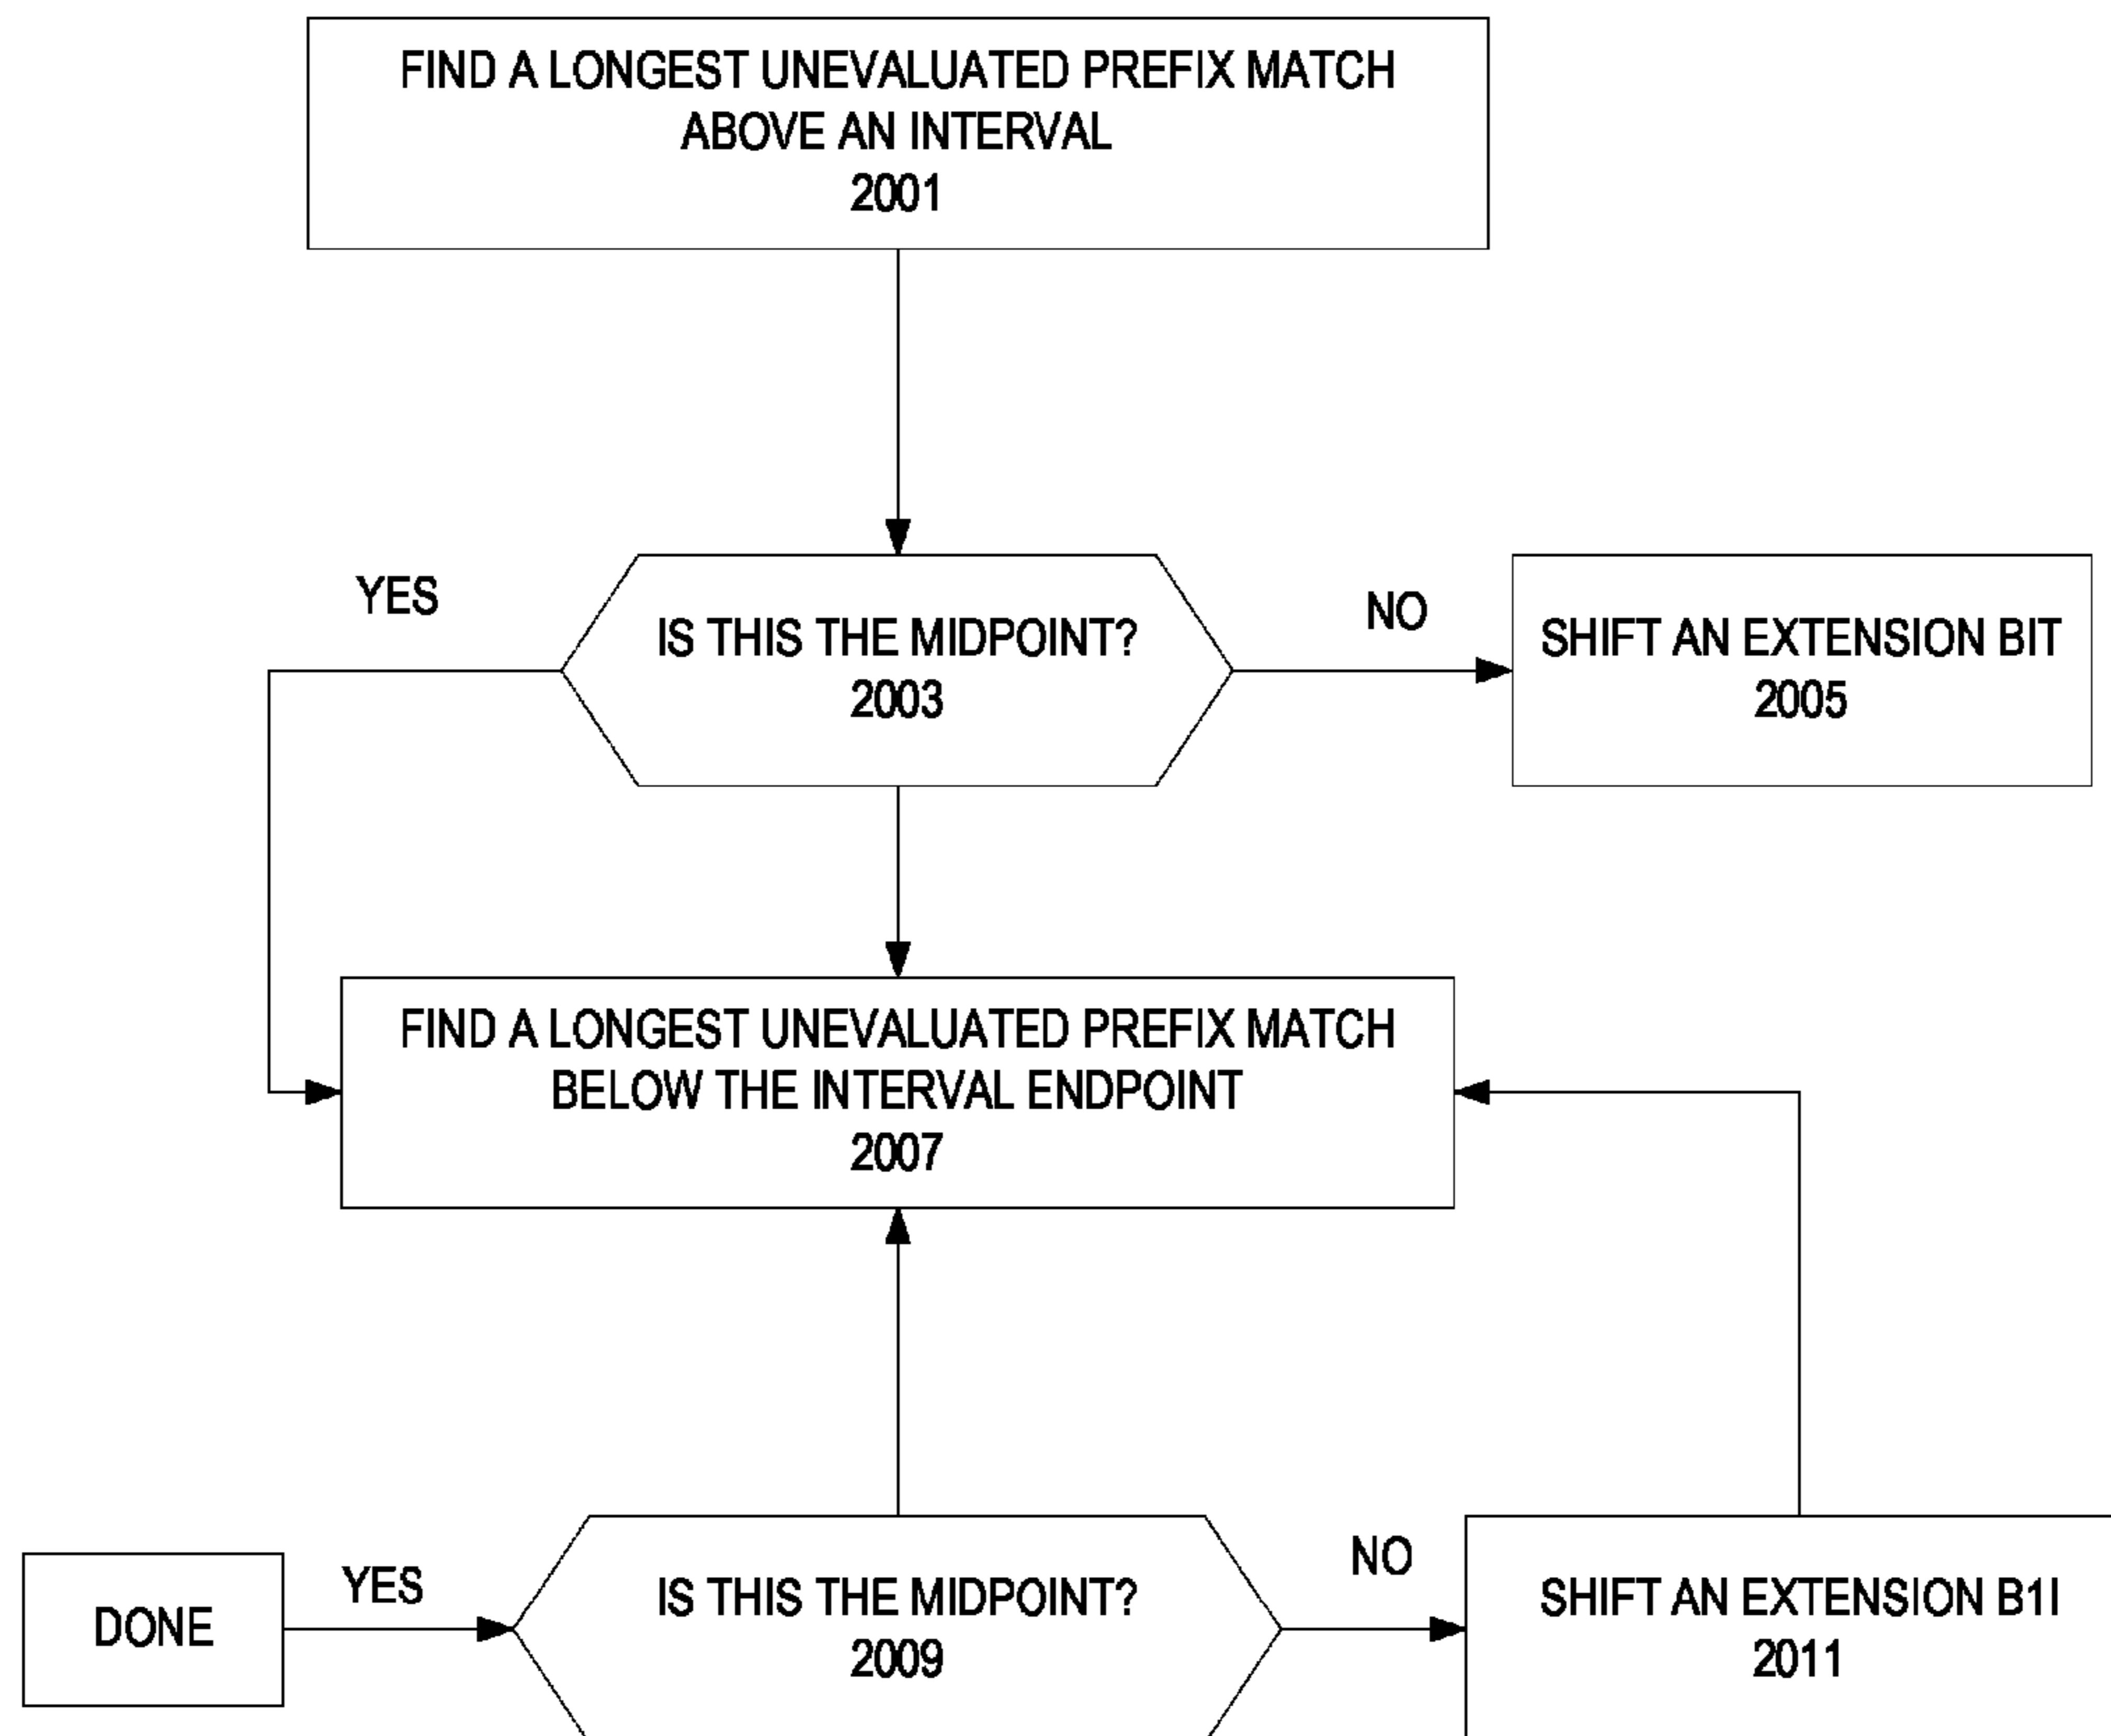 FIND A LONGEST UNEVALUATED PREFIX MATCH
ABOVE AN INTERVAL
2001
YES
IS THIS THE MIDPOINT?
2003
NO
SHIFT AN EXTENSION BIT
2005
FIND A LONGEST UNEVALUATED PREFIX MATCH
BELOW THE INTERVAL ENDPOINT
2007
DONE
YES
IS THIS THE MIDPOINT?
2009
NO
SHIFT AN EXTENSION B1I
2011